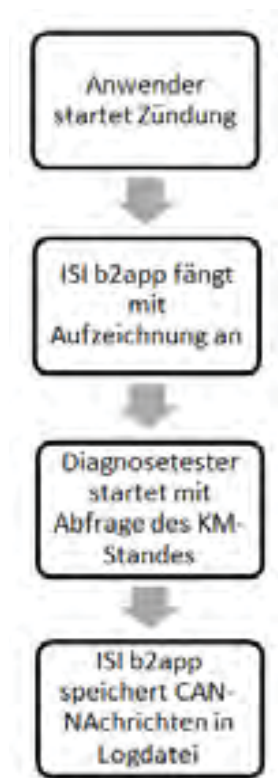 Anwender
startet Zündung
ISI b2app fängt
mit
Aufzeichnung an
Diagnosetester
startet mit
Abfrage des KM-
Standes
ISI b2app
speichert CAN-
NAchrichten in
Logdatei